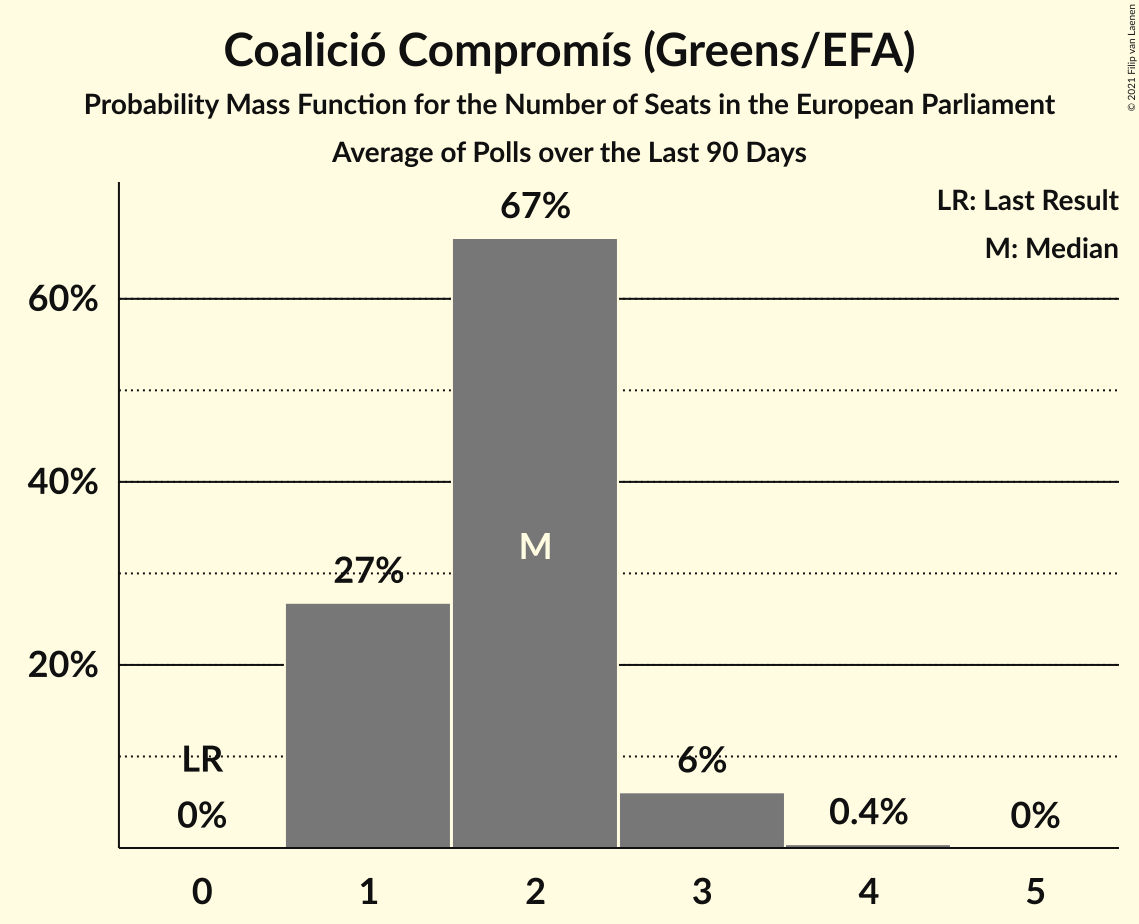 Coalició Compromís (Greens/EFA)
Probability Mass Function for the Number of Seats in the European Parliament
Average of Polls over the Last 90 Days
© 2021 Filip van Laenen
LR: Last Result
M: Median
67%
60%
40%
M
27%
20%
LR
6%
0%
0.4%
0%
0 1 2 3 4 5